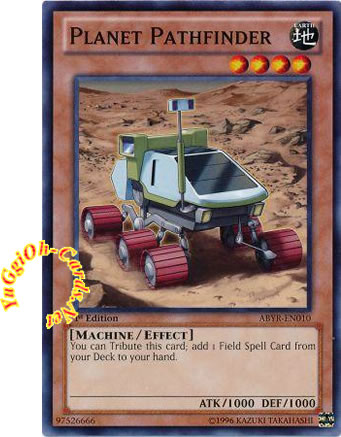 PLANET PATHFINDER
EARTH
地
YuGgiOh-Cards.Net
1st Edition
ABYR-EN010
[MACHINE / EFFECT]
You can Tribute this card; add 1 Field Spell Card from
your Deck to your hand.
ATK/1000 DEF/1000
97526666
©1996 KAZUKI TAKAHASHI